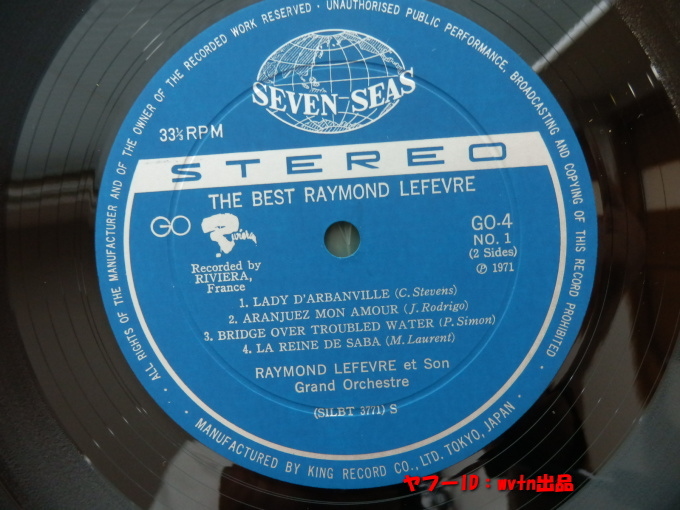 ALL RIGHTS OF THE MANUFACTURER AND OF THE OWNER OF THE RECORDED WORK RESERVED · UNAUTHORISED PUBLIC PERFORMANCE, BROADCASTING AND COPYING OF THIS RECORD PROHIBITED
SEVEN SEAS
33⅓ RPM
STEREO
THE BEST RAYMOND LEFEVRE
GO
Riviera
Recorded by
RIVIERA,
France
GO-4
NO. 1
(2 Sides)
Ⓟ 1971
1. LADY D'ARBANVILLE (C. Stevens)
2. ARANJUEZ MON AMOUR (J. Rodrigo)
3. BRIDGE OVER TROUBLED WATER (P. Simon)
4. LA REINE DE SABA (M. Laurent)
RAYMOND LEFEVRE et Son
Grand Orchestre
(SILBT 3771) S
MANUFACTURED BY KING RECORD CO., LTD. TOKYO, JAPAN
ヤフーID：mvtn出品